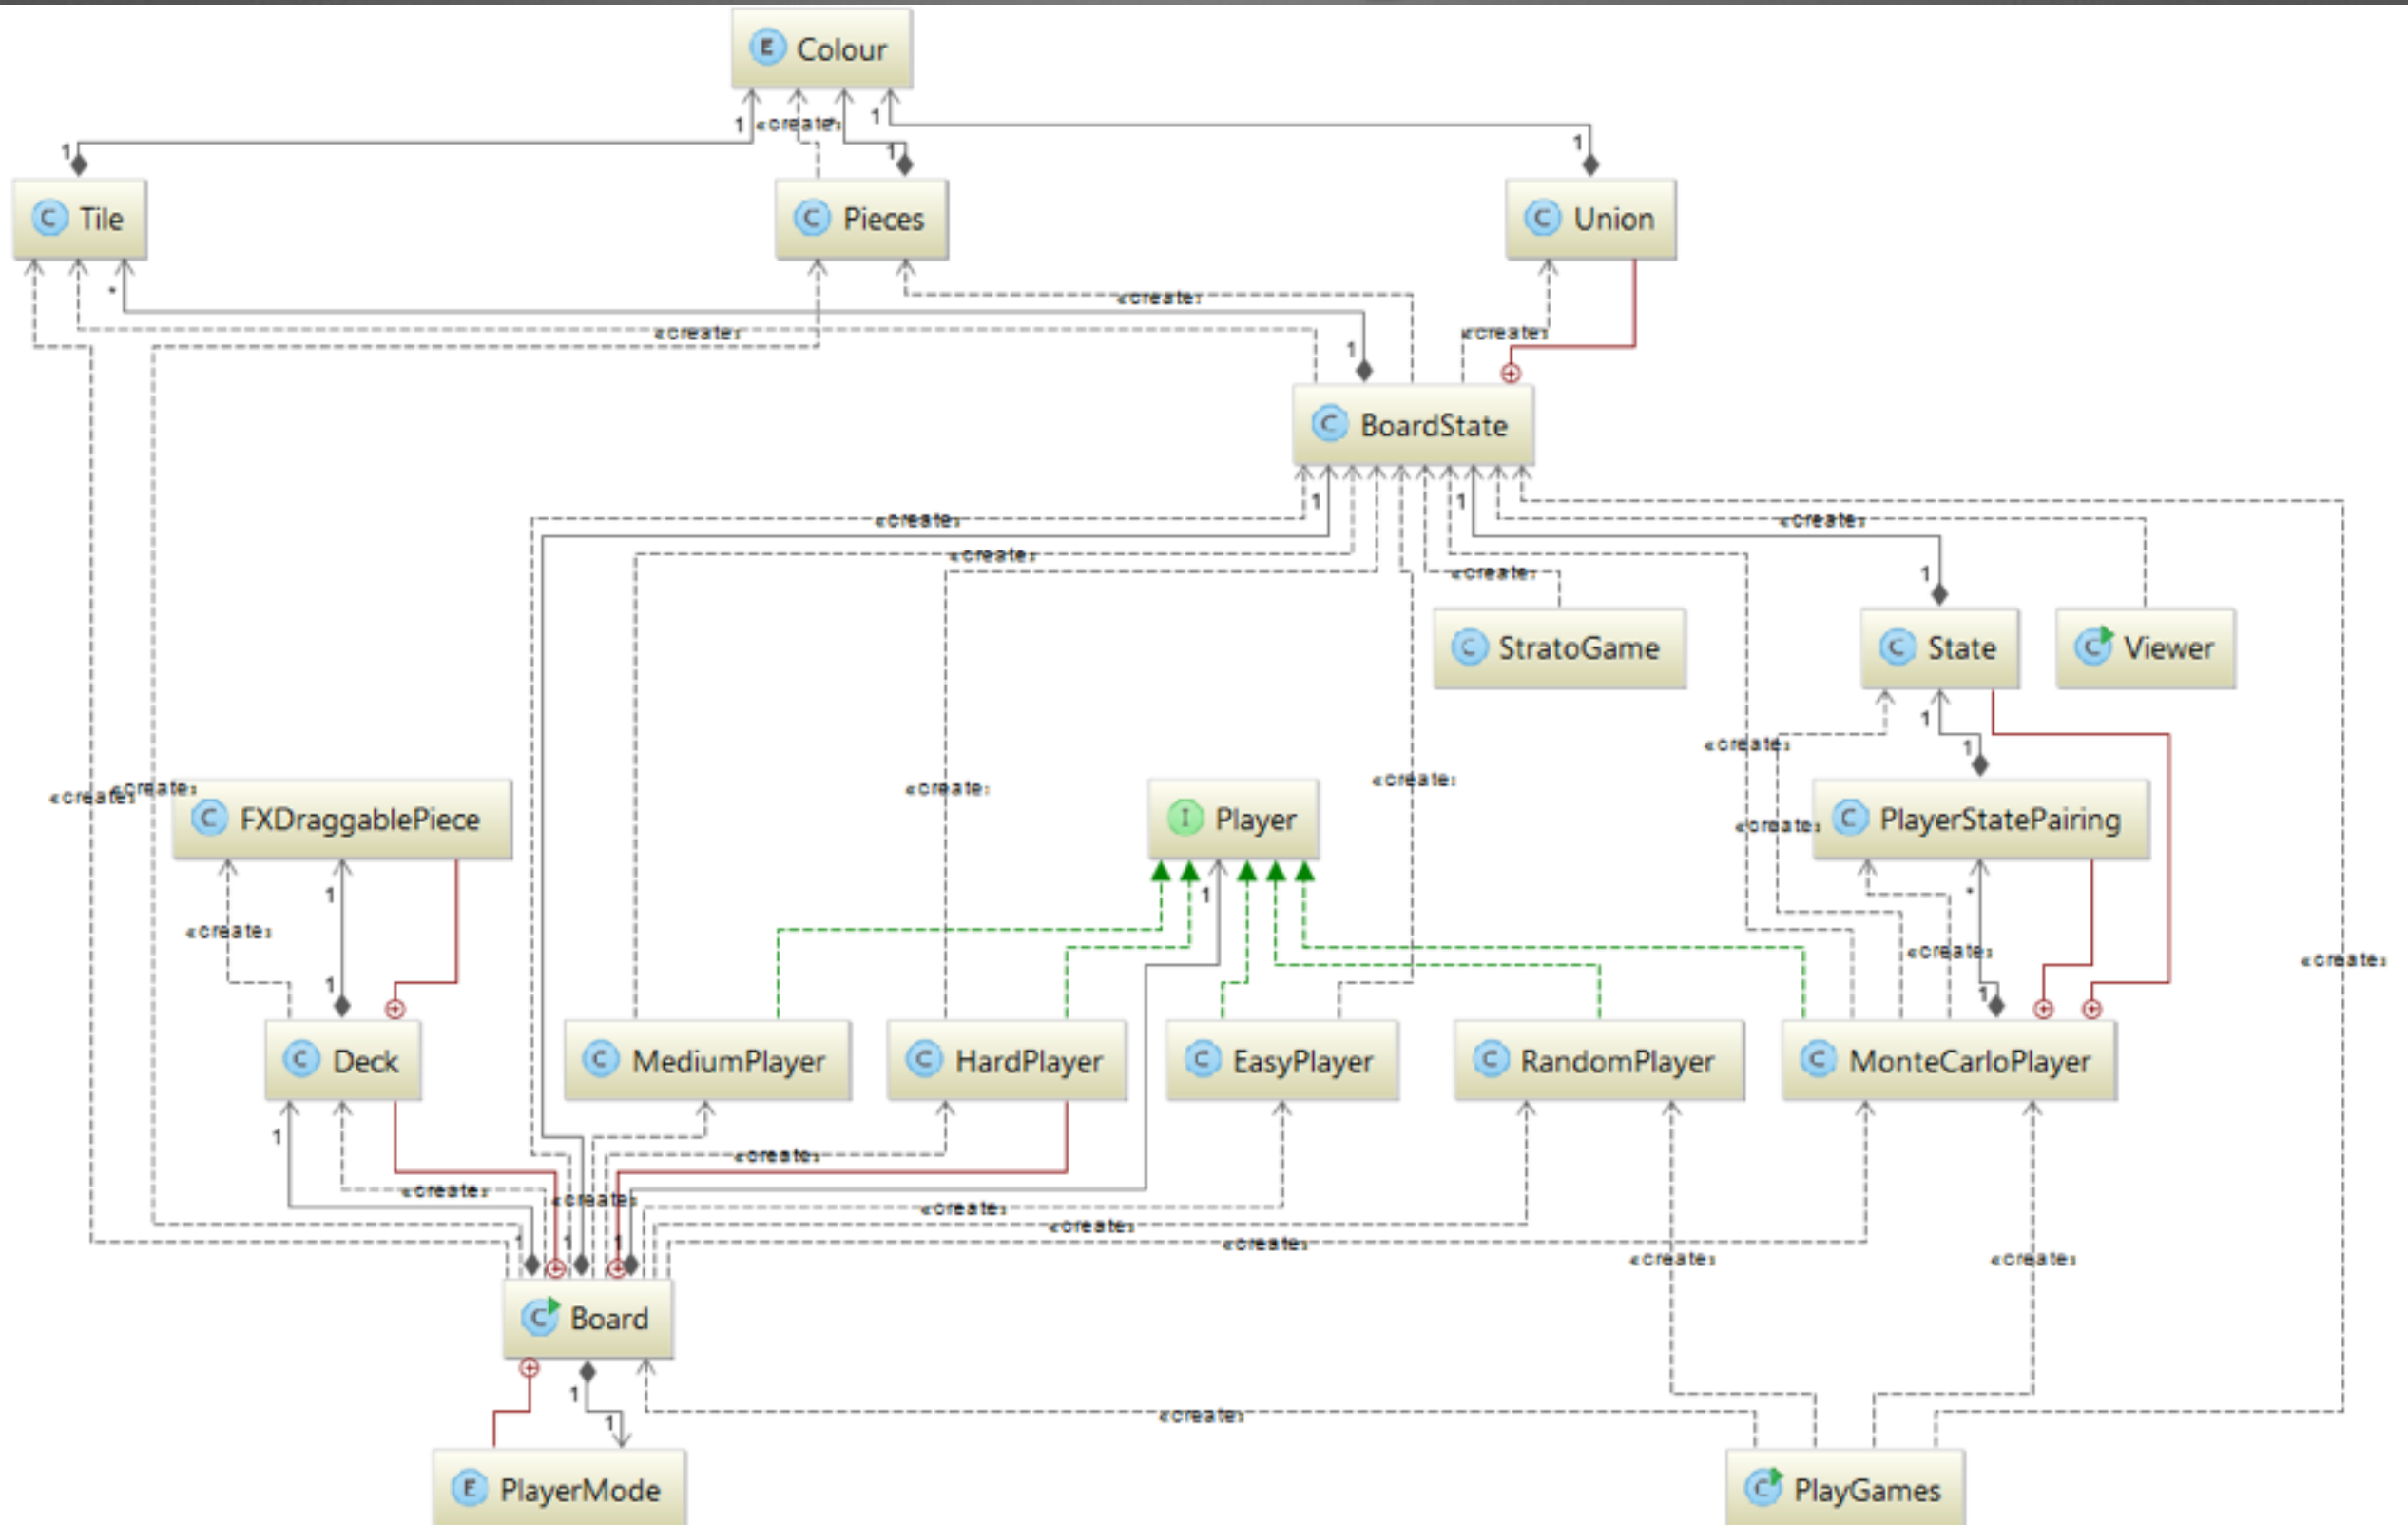 E Colour
1 «create» * 1
1 1 1
C Tile
C Pieces
C Union
*
«create»
«create»
«create»
1
C BoardState
1 1
«create»
«create»
«create»
«create»
1
C StratoGame
C State
C Viewer
1
1
«create»
«create»
«create»
«create»
«create»
«create»
C FXDraggablePiece
I Player
C PlayerStatePairing
1 1 *
«create»
«create»
«create»
1 1
C Deck
C MediumPlayer
C HardPlayer
C EasyPlayer
C RandomPlayer
C MonteCarloPlayer
1
«create»
«create»
«create»
«create»
«create»
«create»
1 1 1
«create»
«create»
C Board
1
1
«create»
E PlayerMode
C PlayGames